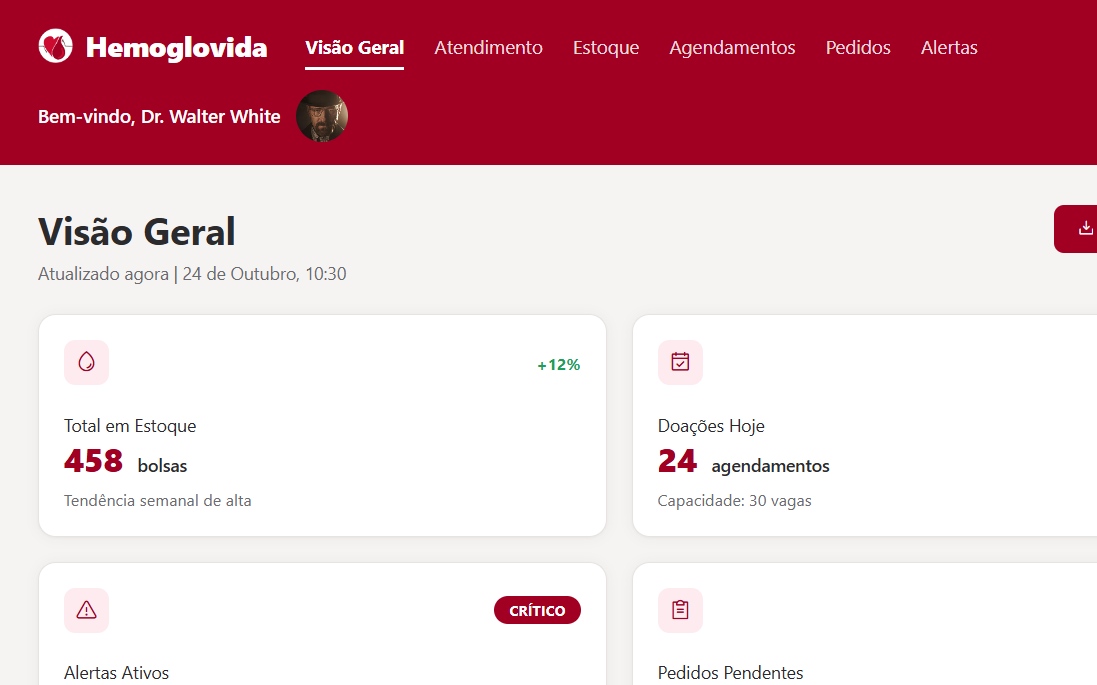 Hemoglovida Visão Geral Atendimento Estoque Agendamentos Pedidos Alertas
Bem-vindo, Dr. Walter White
Visão Geral
Atualizado agora | 24 de Outubro, 10:30
+12%
Total em Estoque
458 bolsas
Tendência semanal de alta
Doações Hoje
24 agendamentos
Capacidade: 30 vagas
CRÍTICO
Alertas Ativos
Pedidos Pendentes